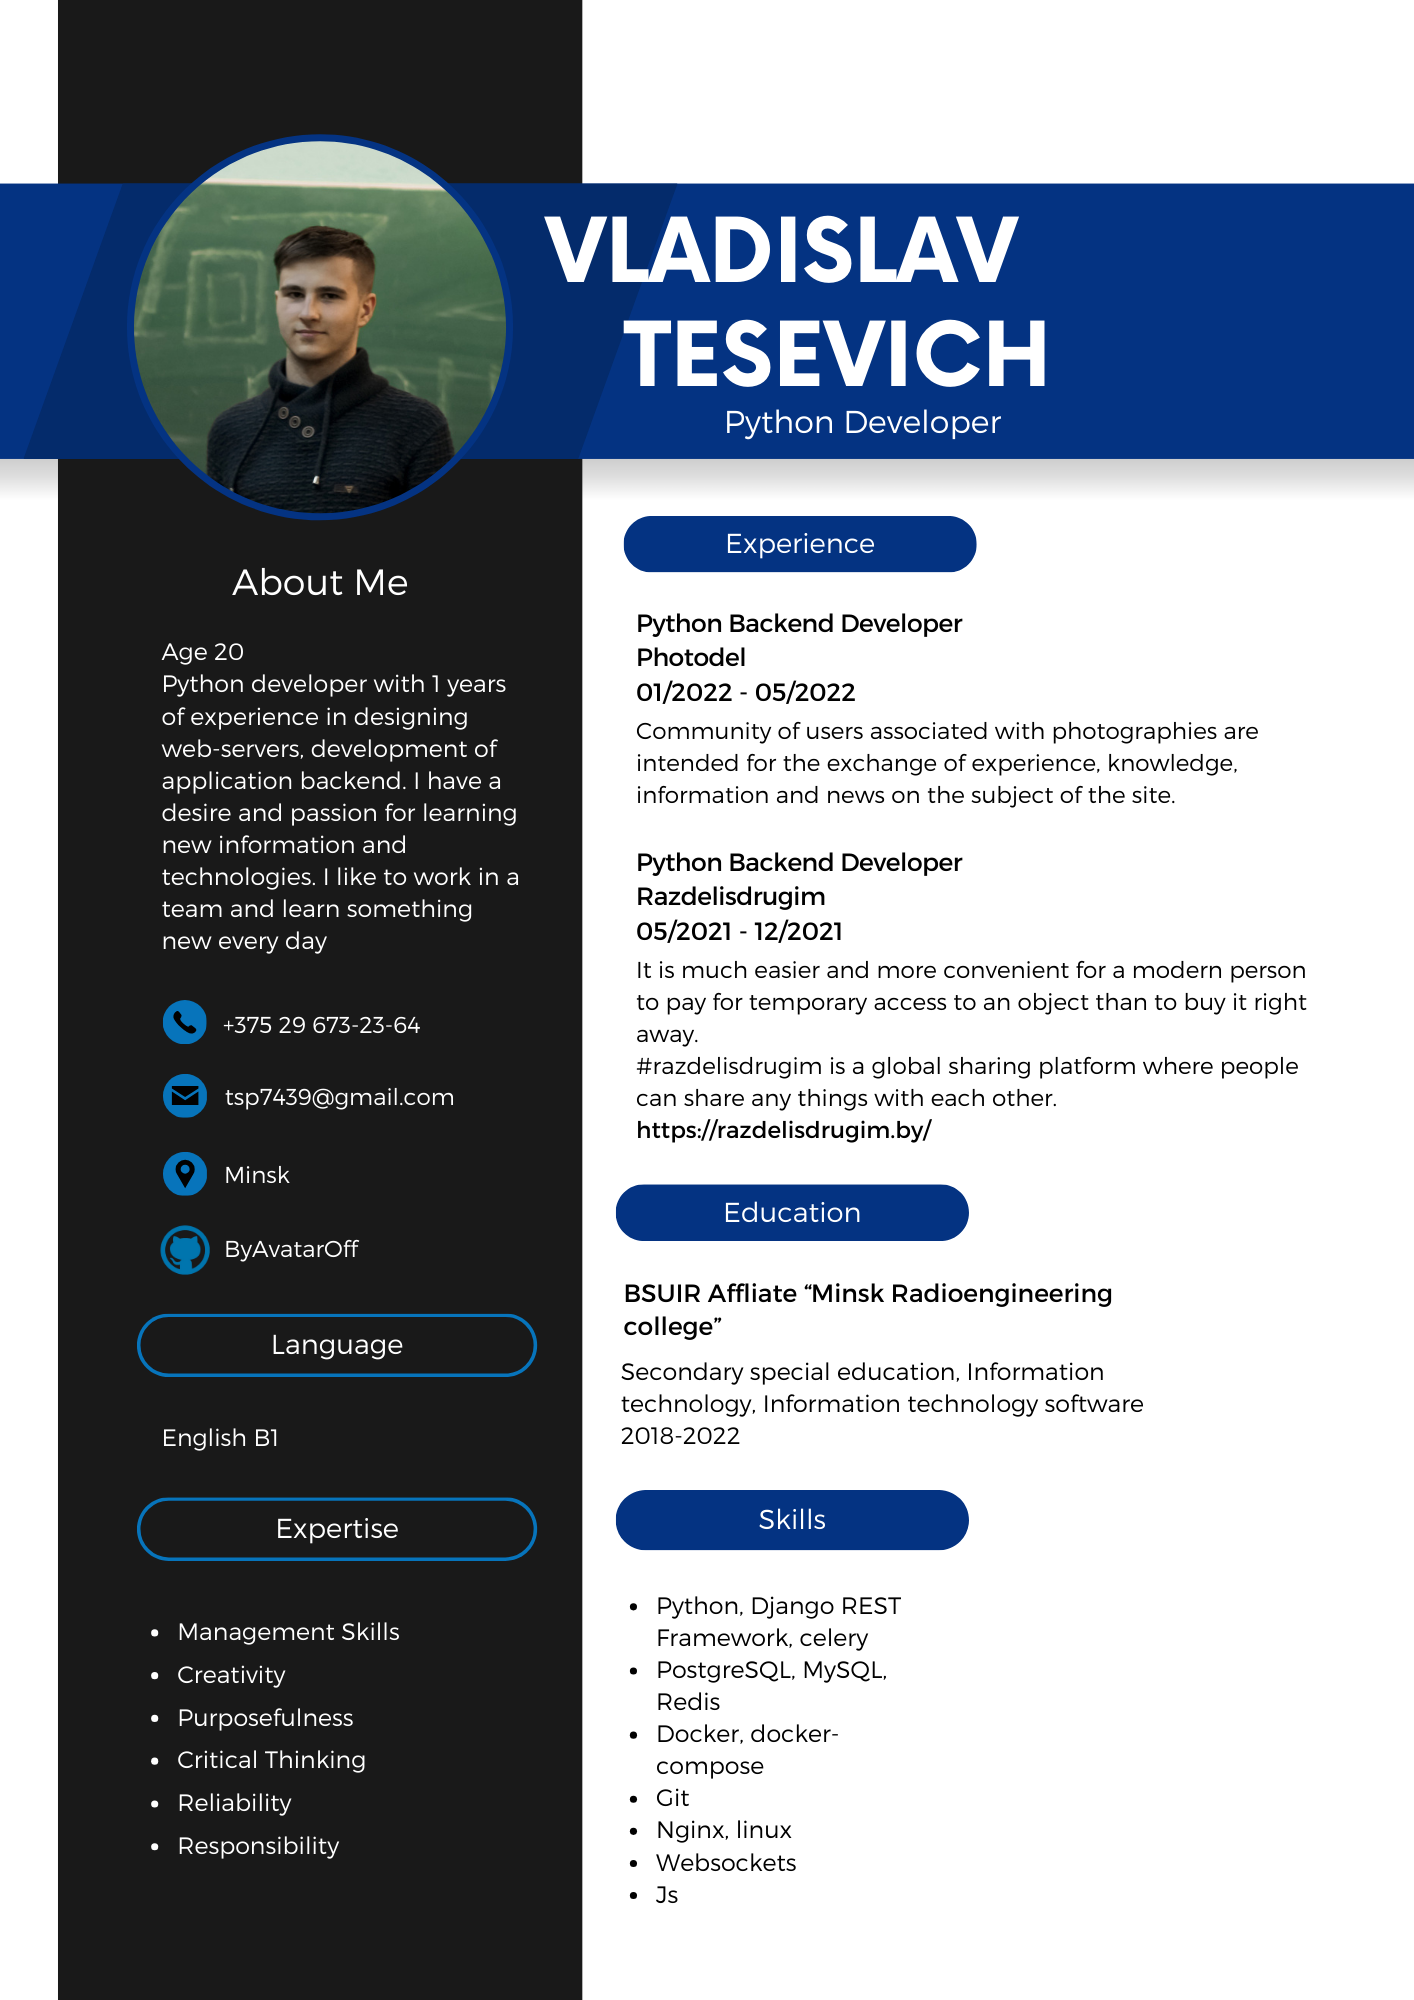 VLADISLAV
TESEVICH
Python Developer
About Me
Age 20
Python developer with 1 years
of experience in designing
web-servers, development of
application backend. I have a
desire and passion for learning
new information and
technologies. I like to work in a
team and learn something
new every day
+375 29 673-23-64
tsp7439@gmail.com
Minsk
ByAvatarOff
Language
English B1
Expertise
• Management Skills
• Creativity
• Purposefulness
• Critical Thinking
• Reliability
• Responsibility
Experience
Python Backend Developer
Photodel
01/2022 - 05/2022
Community of users associated with photographies are
intended for the exchange of experience, knowledge,
information and news on the subject of the site.
Python Backend Developer
Razdelisdrugim
05/2021 - 12/2021
It is much easier and more convenient for a modern person
to pay for temporary access to an object than to buy it right
away.
#razdelisdrugim is a global sharing platform where people
can share any things with each other.
https://razdelisdrugim.by/
Education
BSUIR Affliate “Minsk Radioengineering
college”
Secondary special education, Information
technology, Information technology software
2018-2022
Skills
• Python, Django REST
Framework, celery
• PostgreSQL, MySQL,
Redis
• Docker, docker-
compose
• Git
• Nginx, linux
• Websockets
• Js